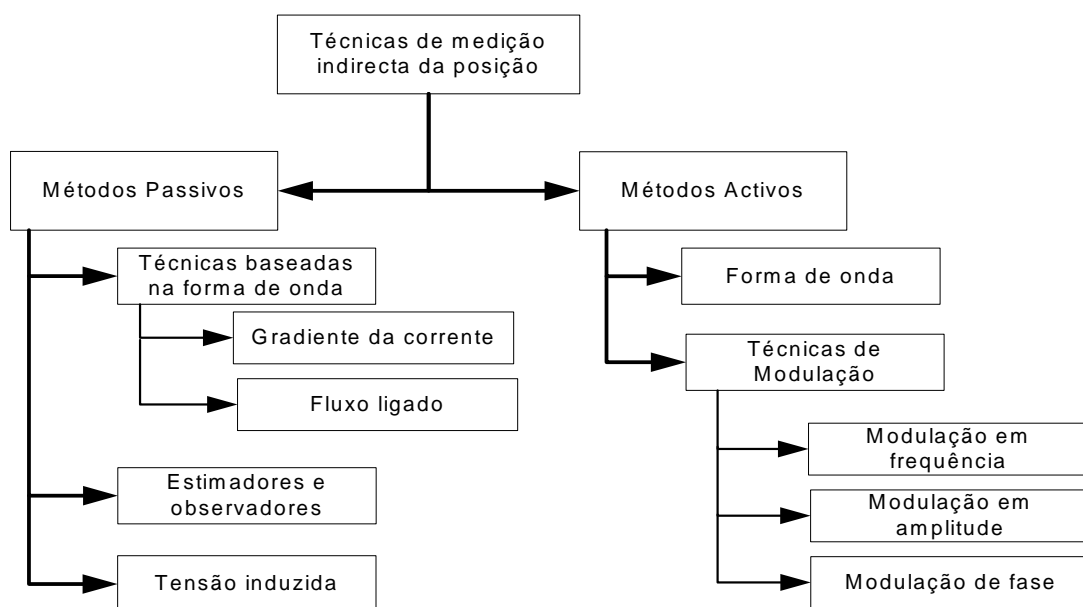 Técnicas de medição
indirecta da posição
Métodos Passivos
Métodos Activos
Técnicas baseadas
na forma de onda
Gradiente da corrente
Fluxo ligado
Estimadores e
observadores
Tensão induzida
Forma de onda
Técnicas de
Modulação
Modulação em
frequência
Modulação em
amplitude
Modulação de fase